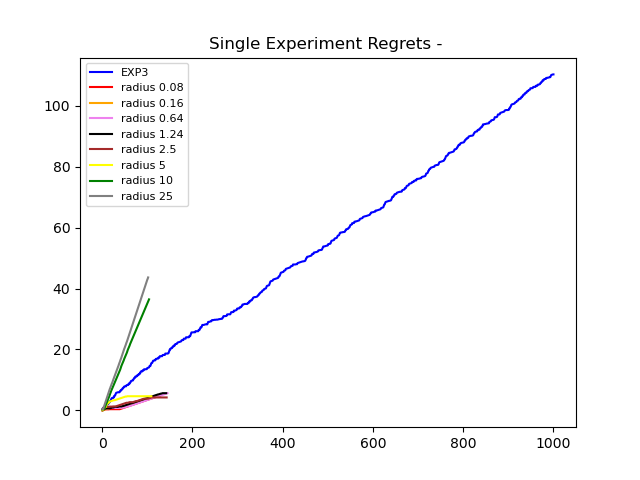 Single Experiment Regrets -
EXP3
radius 0.08
radius 0.16
radius 0.64
radius 1.24
radius 2.5
radius 5
radius 10
radius 25
100
80
60
40
20
0
0 200 400 600 800 1000